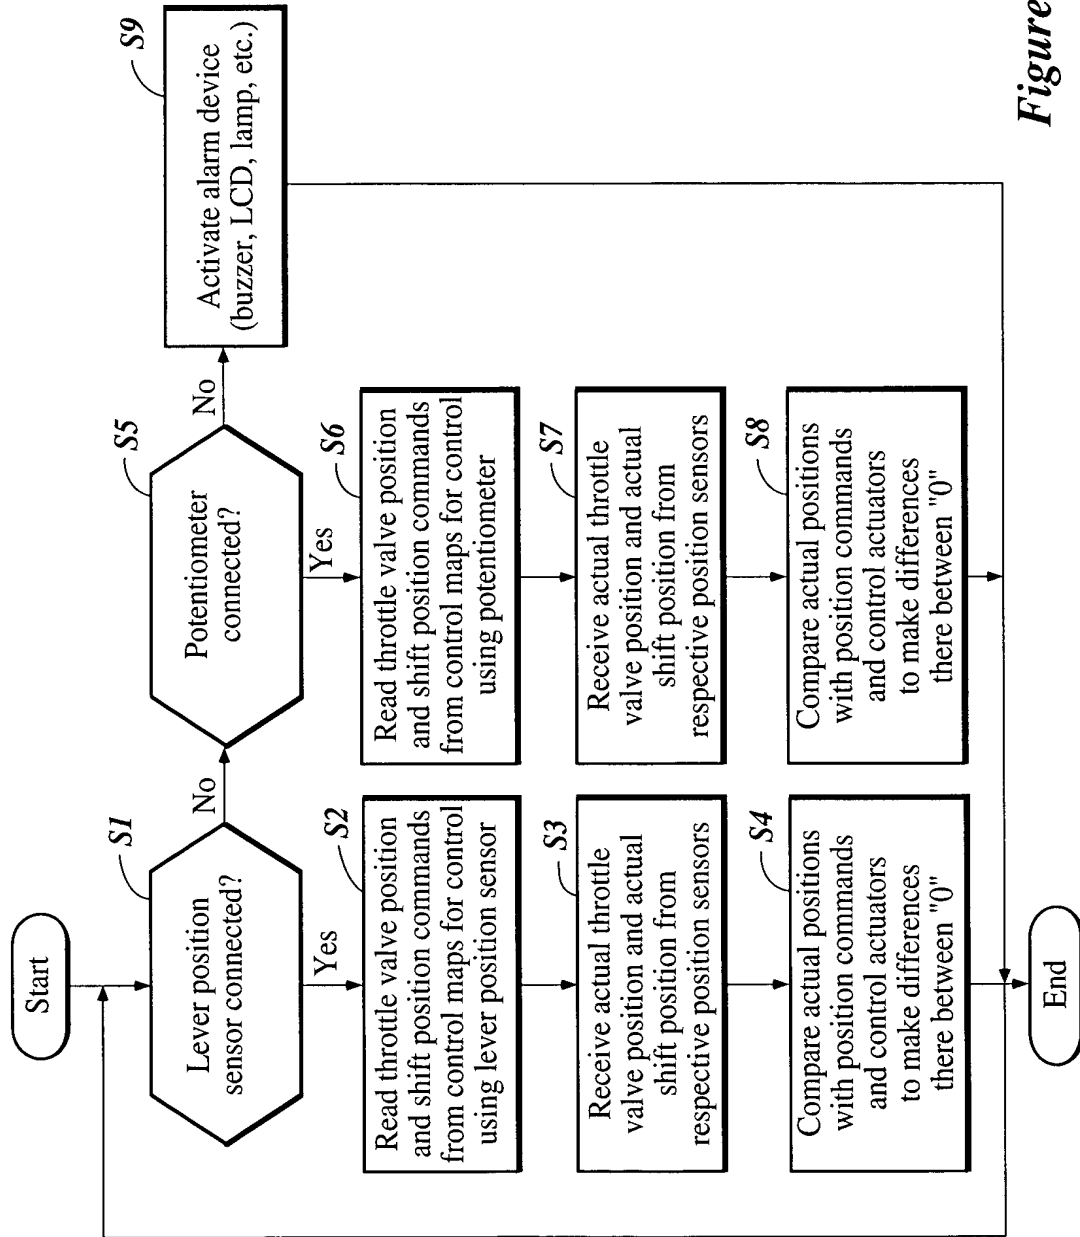 Start
S1
Lever position
sensor connected?
No
Yes
S2
Read throttle valve position
and shift position commands
from control maps for control
using lever position sensor
S3
Receive actual throttle
valve position and actual
shift position from
respective position sensors
S4
Compare actual positions
with position commands
and control actuators
to make differences
there between "0"
End
S5
Potentiometer
connected?
No
Yes
S6
Read throttle valve position
and shift position commands
from control maps for control
using potentiometer
S7
Receive actual throttle
valve position and actual
shift position from
respective position sensors
S8
Compare actual positions
with position commands
and control actuators
to make differences
there between "0"
S9
Activate alarm device
(buzzer, LCD, lamp, etc.)
Figure